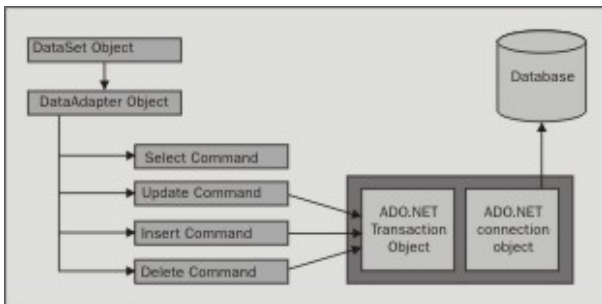 DataSet Object
DataAdapter Object
Select Command
Update Command
Insert Command
Delete Command
ADO.NET
Transaction
Object
ADO.NET
connection
object
Database